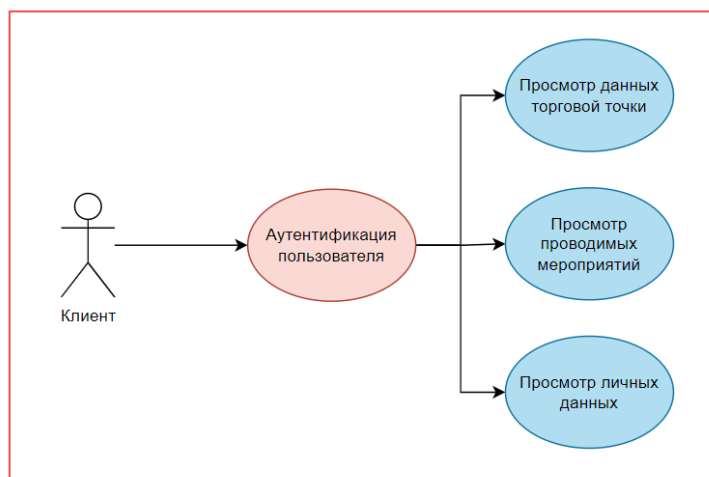 Просмотр данных
торговой точки
Аутентификация
пользователя
Просмотр
проводимых
мероприятий
Клиент
Просмотр личных
данных